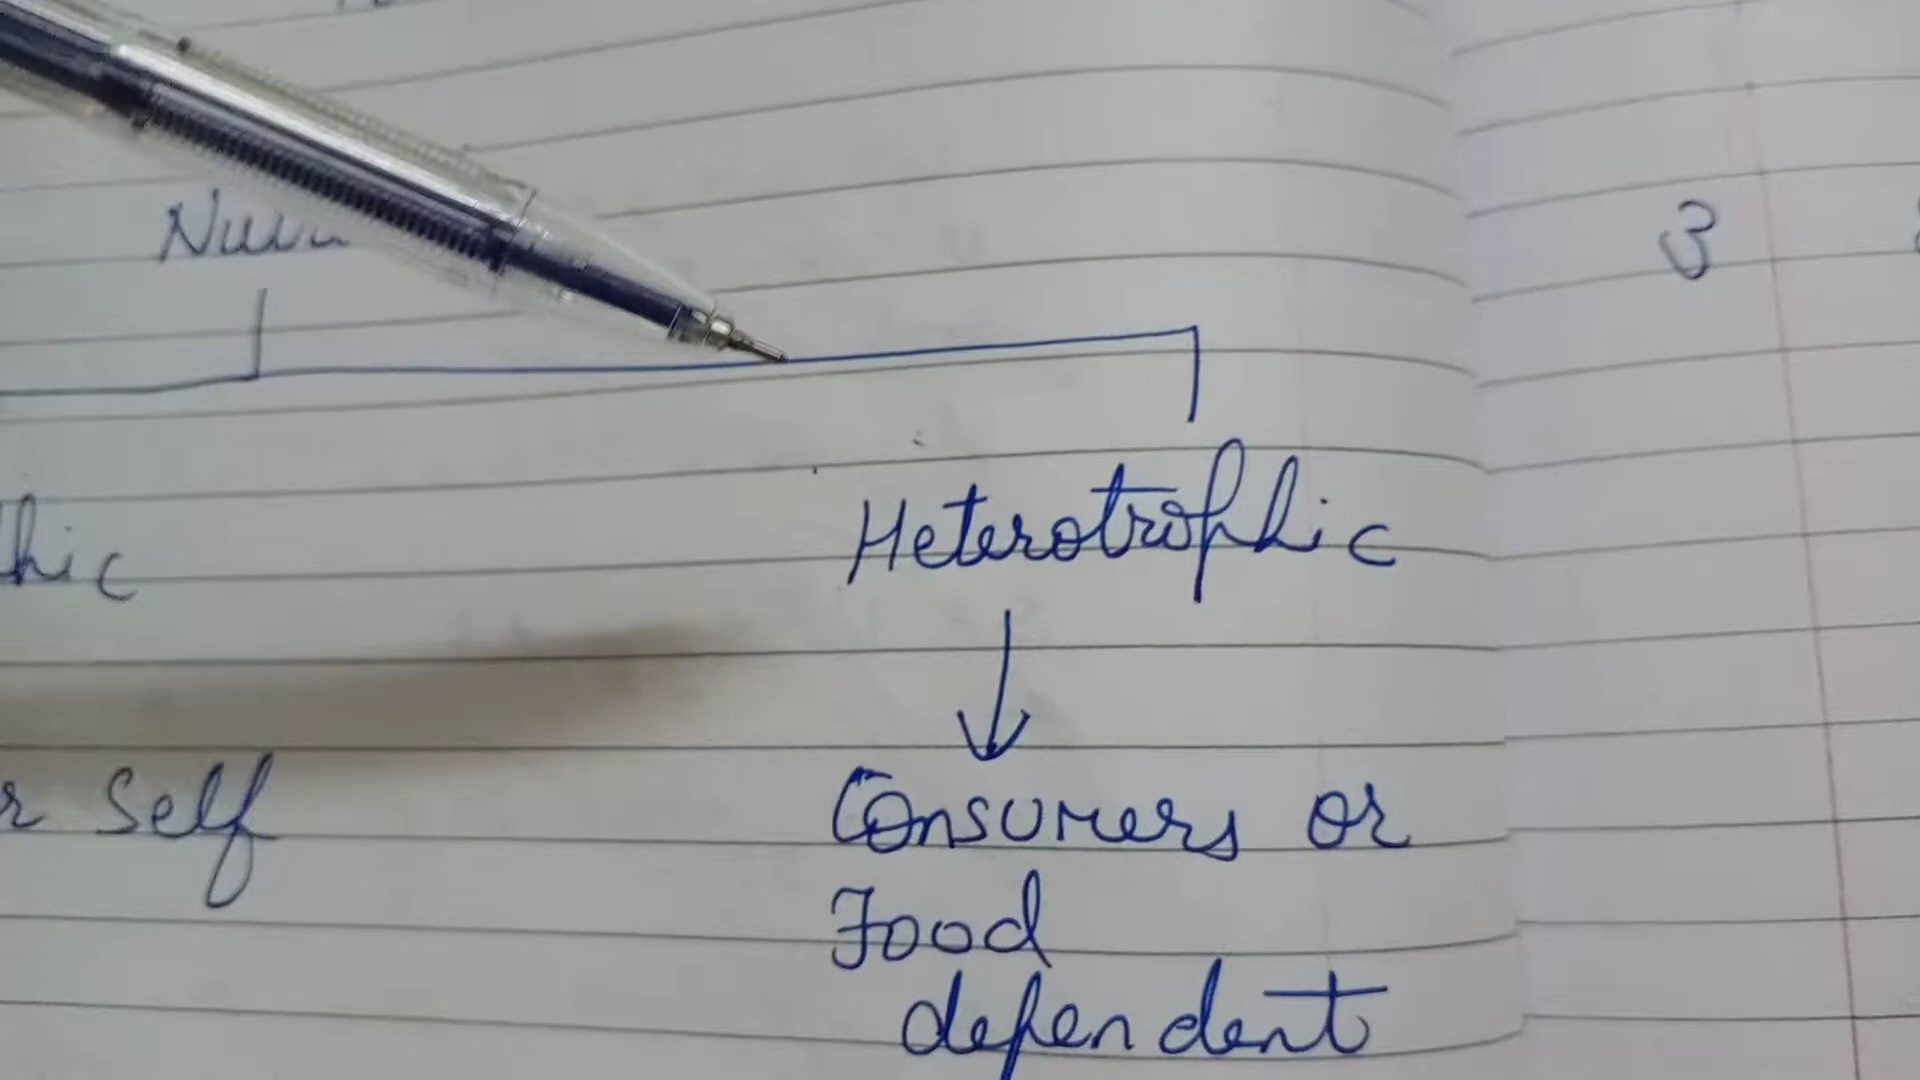 3
hic Heterotrophic
r Self Consumers or
Food
dependent